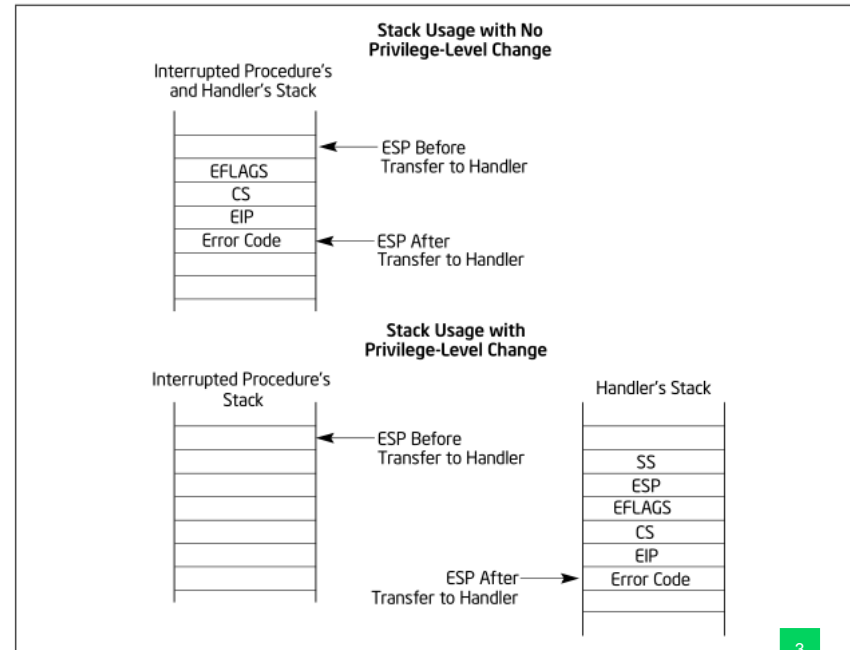 Stack Usage with No
Privilege-Level Change
Interrupted Procedure's
and Handler's Stack
ESP Before
Transfer to Handler
EFLAGS
CS
EIP
Error Code
ESP After
Transfer to Handler
Stack Usage with
Privilege-Level Change
Interrupted Procedure's
Stack
Handler's Stack
ESP Before
Transfer to Handler
SS
ESP
EFLAGS
CS
EIP
Error Code
ESP After
Transfer to Handler
3